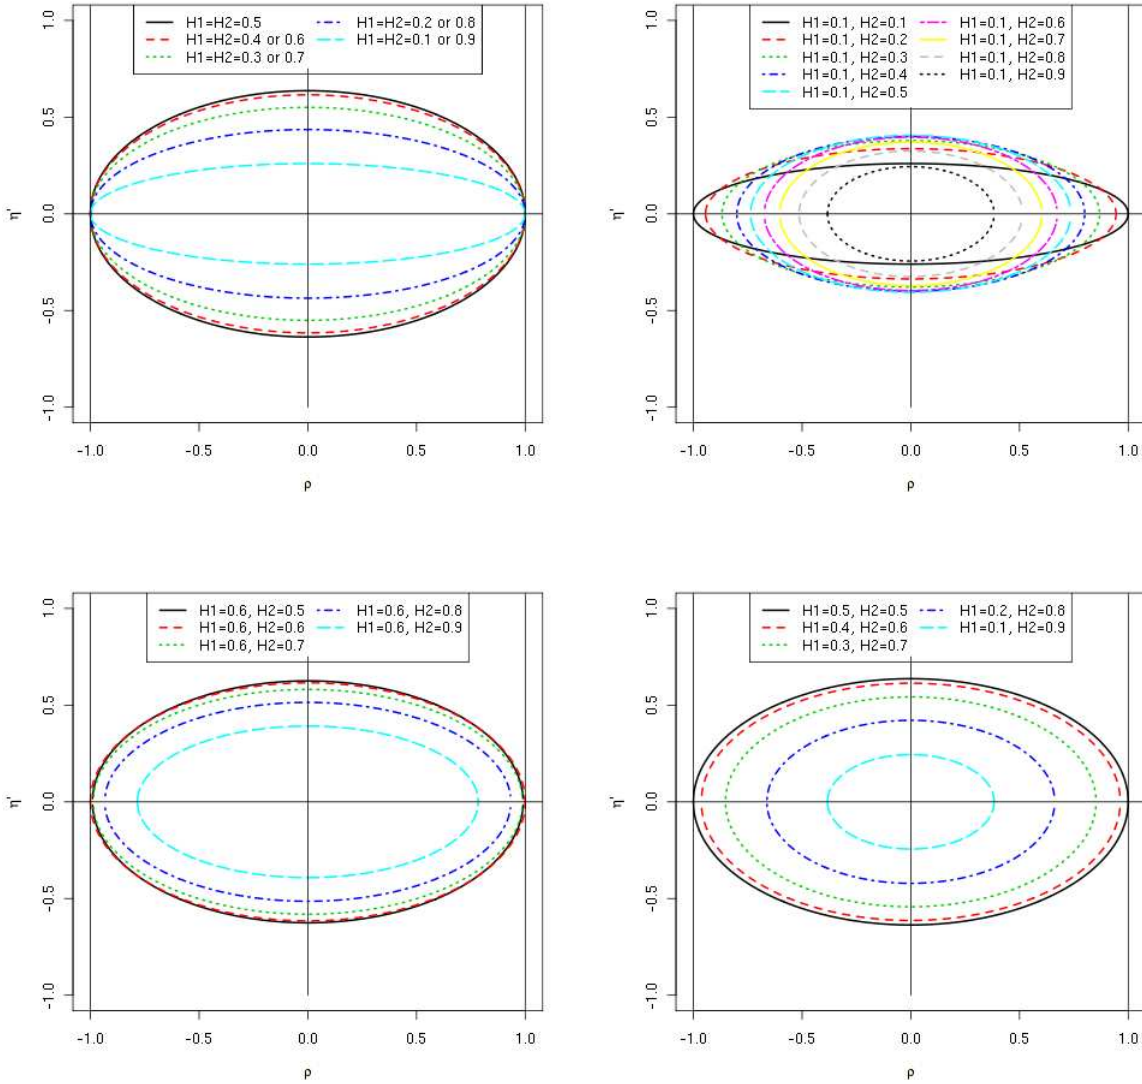 H1=H2=0.5
H1=H2=0.4 or 0.6
H1=H2=0.3 or 0.7
H1=H2=0.2 or 0.8
H1=H2=0.1 or 0.9
1.0
0.5
0.0
-0.5
-1.0
η'
-1.0 -0.5 0.0 0.5 1.0
ρ
H1=0.1, H2=0.1
H1=0.1, H2=0.2
H1=0.1, H2=0.3
H1=0.1, H2=0.4
H1=0.1, H2=0.5
H1=0.1, H2=0.6
H1=0.1, H2=0.7
H1=0.1, H2=0.8
H1=0.1, H2=0.9
1.0
0.5
0.0
-0.5
-1.0
η'
-1.0 -0.5 0.0 0.5 1.0
ρ
H1=0.6, H2=0.5
H1=0.6, H2=0.6
H1=0.6, H2=0.7
H1=0.6, H2=0.8
H1=0.6, H2=0.9
1.0
0.5
0.0
-0.5
-1.0
η'
-1.0 -0.5 0.0 0.5 1.0
ρ
H1=0.5, H2=0.5
H1=0.4, H2=0.6
H1=0.3, H2=0.7
H1=0.2, H2=0.8
H1=0.1, H2=0.9
1.0
0.5
0.0
-0.5
-1.0
η'
-1.0 -0.5 0.0 0.5 1.0
ρ